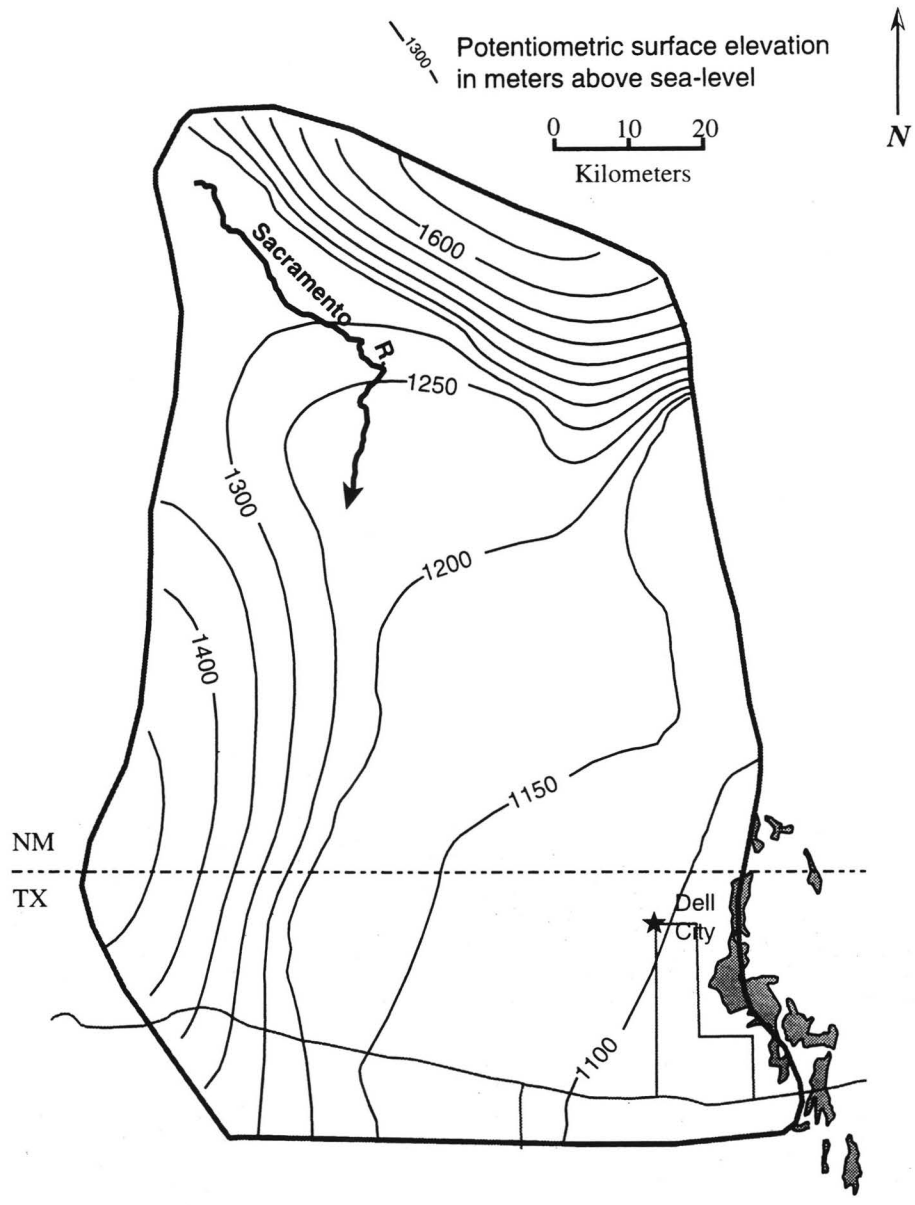 1300
Potentiometric surface elevation
in meters above sea-level
N
0 10 20
Kilometers
1600
Sacramento
R.
1250
1300
1200
1400
1150
NM
TX
Dell
City
1100